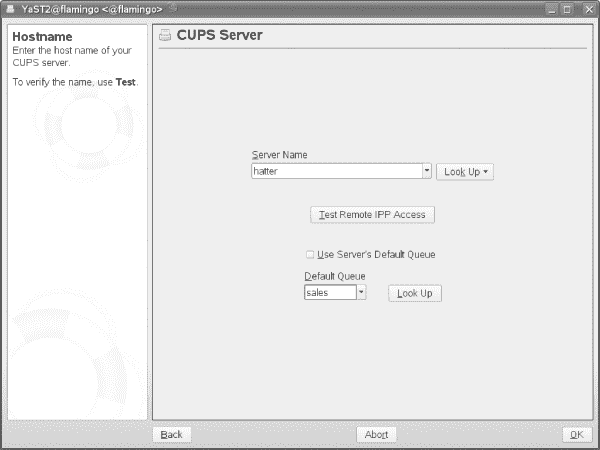 YaST2@flamingo <@flamingo>
Hostname
Enter the host name of your
CUPS server.
To verify the name, use Test.
CUPS Server
Server Name
hatter
Look Up
Test Remote IPP Access
Use Server's Default Queue
Default Queue
sales
Look Up
Back
Abort
OK